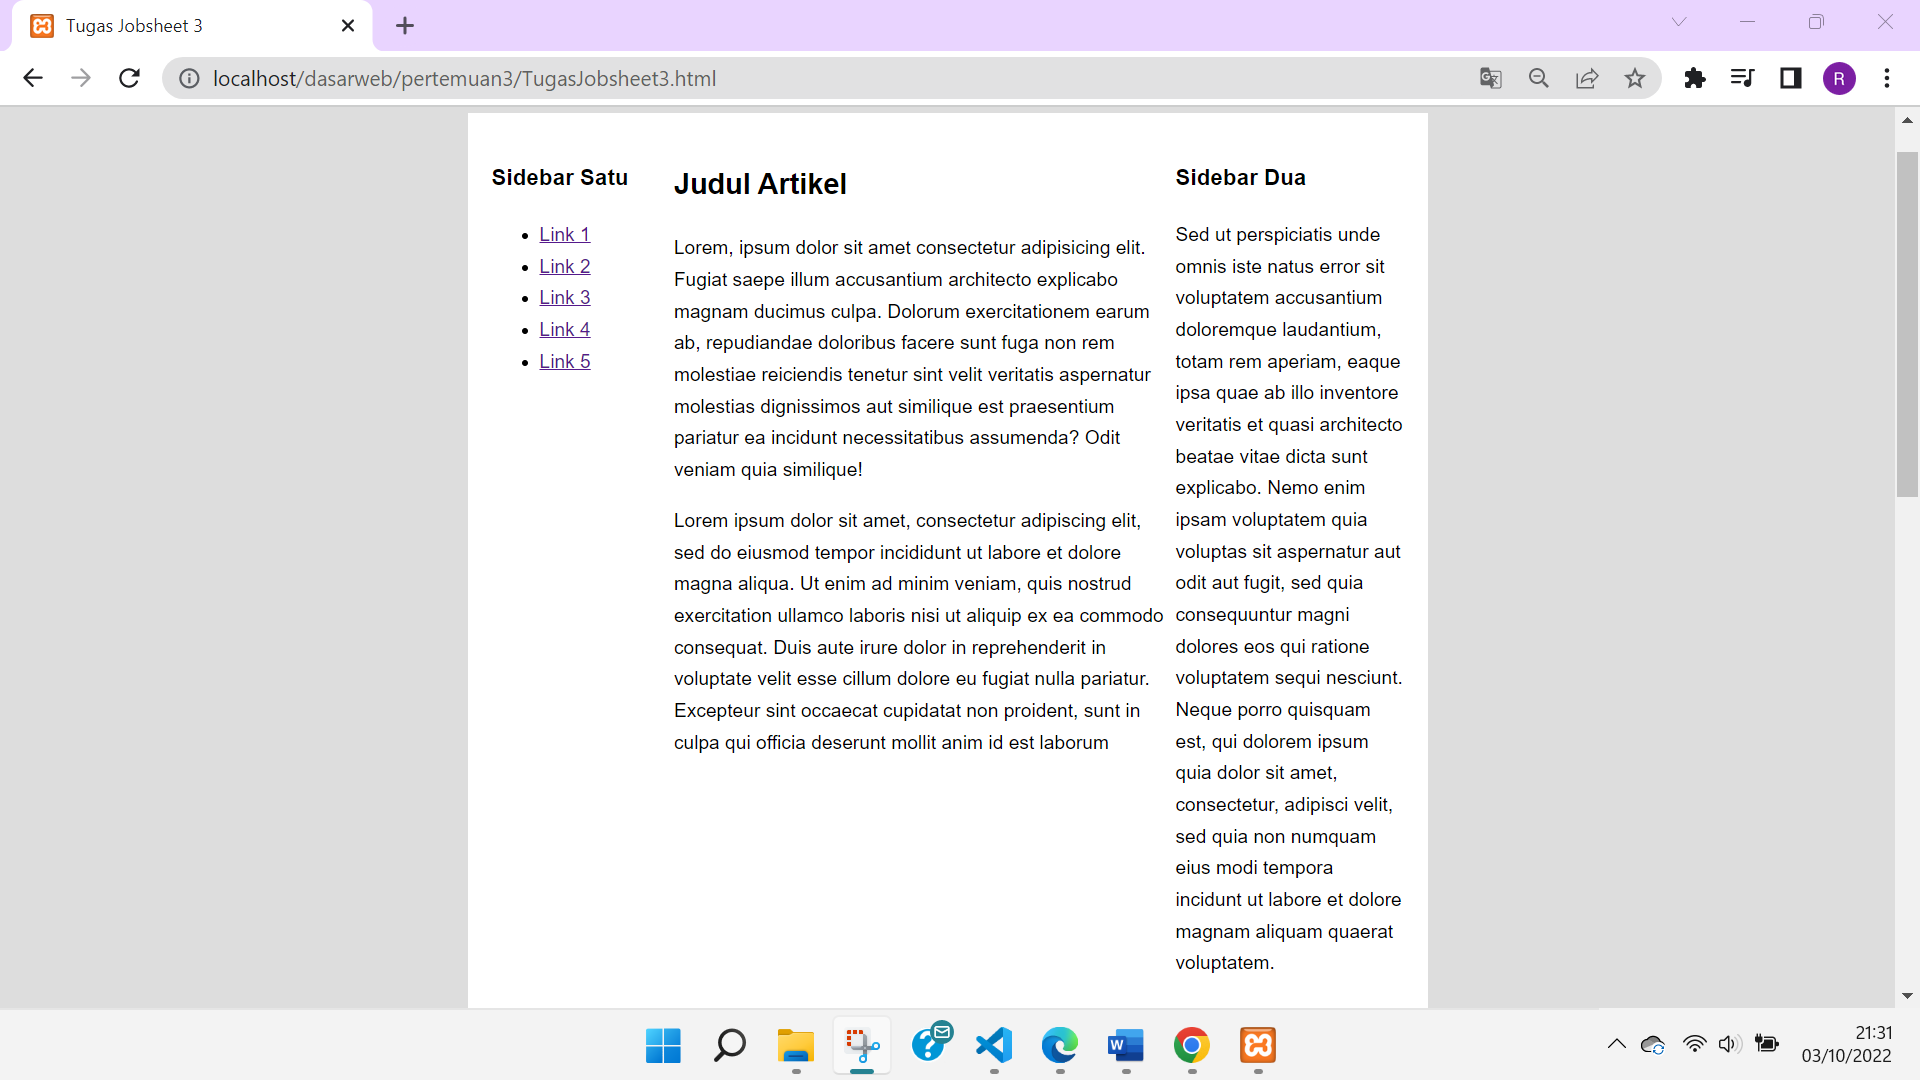 Tugas Jobsheet 3
localhost/dasarweb/pertemuan3/TugasJobsheet3.html
R
Sidebar Satu
Link 1
Link 2
Link 3
Link 4
Link 5
Judul Artikel
Lorem, ipsum dolor sit amet consectetur adipisicing elit.
Fugiat saepe illum accusantium architecto explicabo
magnam ducimus culpa. Dolorum exercitationem earum
ab, repudiandae doloribus facere sunt fuga non rem
molestiae reiciendis tenetur sint velit veritatis aspernatur
molestias dignissimos aut similique est praesentium
pariatur ea incidunt necessitatibus assumenda? Odit
veniam quia similique!
Lorem ipsum dolor sit amet, consectetur adipiscing elit,
sed do eiusmod tempor incididunt ut labore et dolore
magna aliqua. Ut enim ad minim veniam, quis nostrud
exercitation ullamco laboris nisi ut aliquip ex ea commodo
consequat. Duis aute irure dolor in reprehenderit in
voluptate velit esse cillum dolore eu fugiat nulla pariatur.
Excepteur sint occaecat cupidatat non proident, sunt in
culpa qui officia deserunt mollit anim id est laborum
Sidebar Dua
Sed ut perspiciatis unde
omnis iste natus error sit
voluptatem accusantium
doloremque laudantium,
totam rem aperiam, eaque
ipsa quae ab illo inventore
veritatis et quasi architecto
beatae vitae dicta sunt
explicabo. Nemo enim
ipsam voluptatem quia
voluptas sit aspernatur aut
odit aut fugit, sed quia
consequuntur magni
dolores eos qui ratione
voluptatem sequi nesciunt.
Neque porro quisquam
est, qui dolorem ipsum
quia dolor sit amet,
consectetur, adipisci velit,
sed quia non numquam
eius modi tempora
incidunt ut labore et dolore
magnam aliquam quaerat
voluptatem.
21:31
03/10/2022